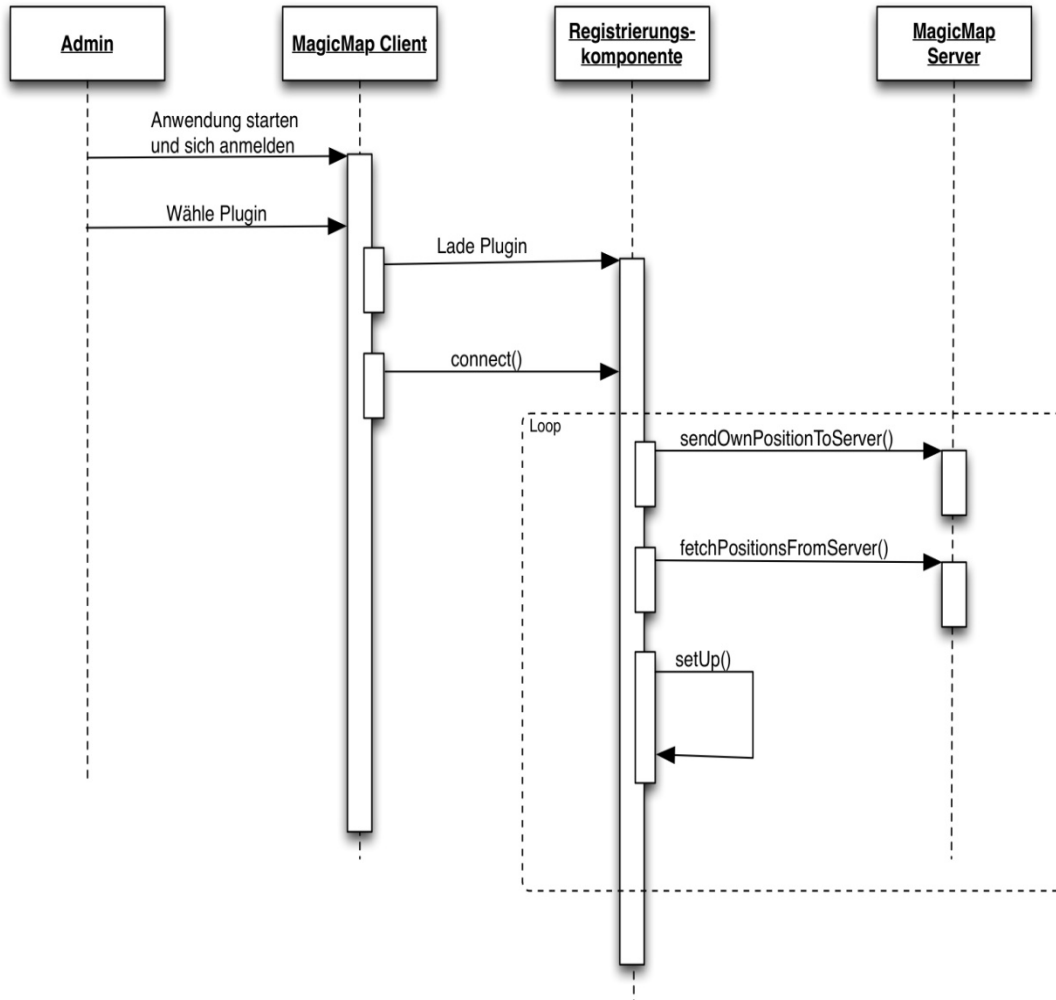 Admin
MagicMap Client
Registrierungs-
komponente
MagicMap
Server
Anwendung starten
und sich anmelden
Wähle Plugin
Lade Plugin
connect()
Loop
sendOwnPositionToServer()
fetchPositionsFromServer()
setUp()